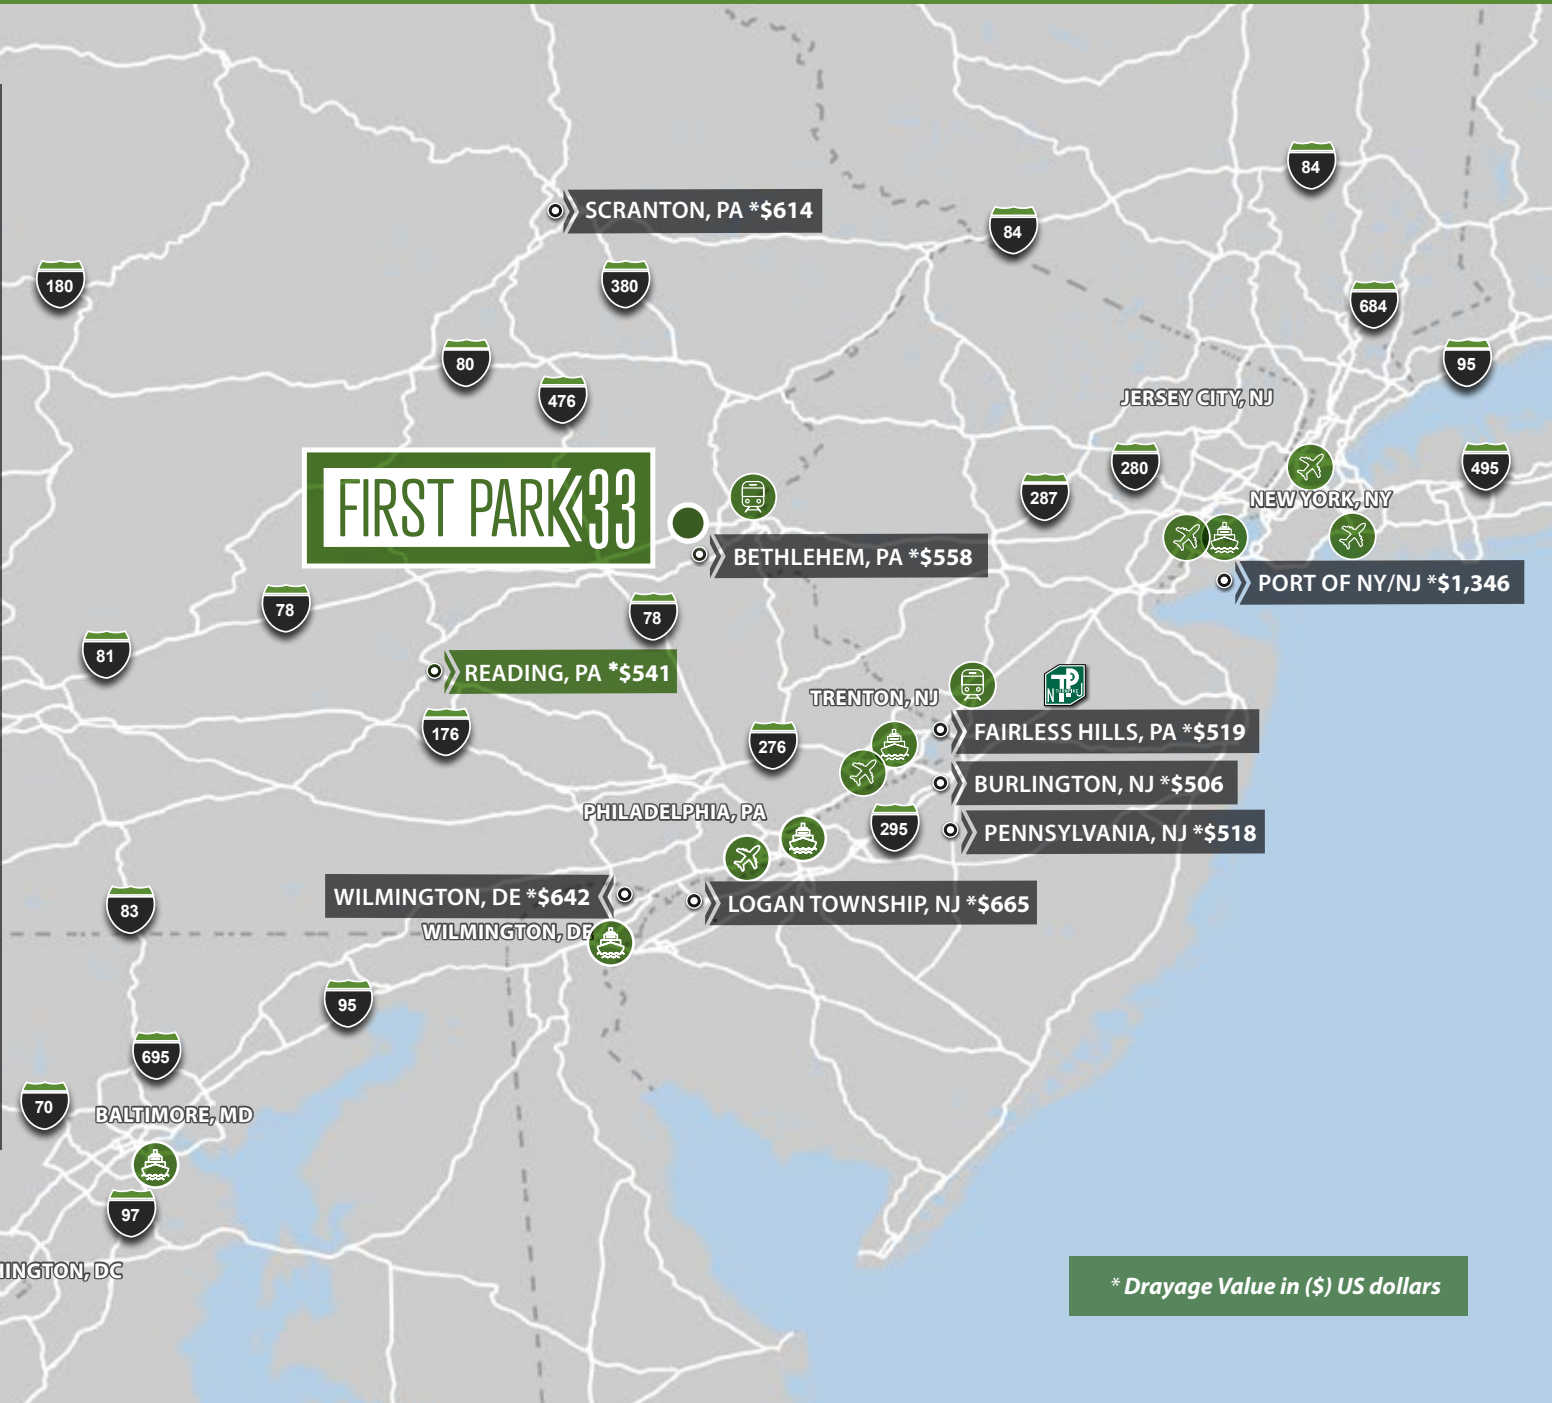 84
SCRANTON, PA *$614
84
180
380
684
80
95
476
JERSEY CITY, NJ
FIRST PARK 33
280
495
287
NEW YORK, NY
BETHLEHEM, PA *$558
PORT OF NY/NJ *$1,346
78
78
81
READING, PA *$541
TRENTON, NJ
NTPJ
176
276
FAIRLESS HILLS, PA *$519
BURLINGTON, NJ *$506
PHILADELPHIA, PA
295
PENNSYLVANIA, NJ *$518
WILMINGTON, DE *$642
LOGAN TOWNSHIP, NJ *$665
83
WILMINGTON, DE
95
695
70
BALTIMORE, MD
97
INGTON, DC
* Drayage Value in ($) US dollars